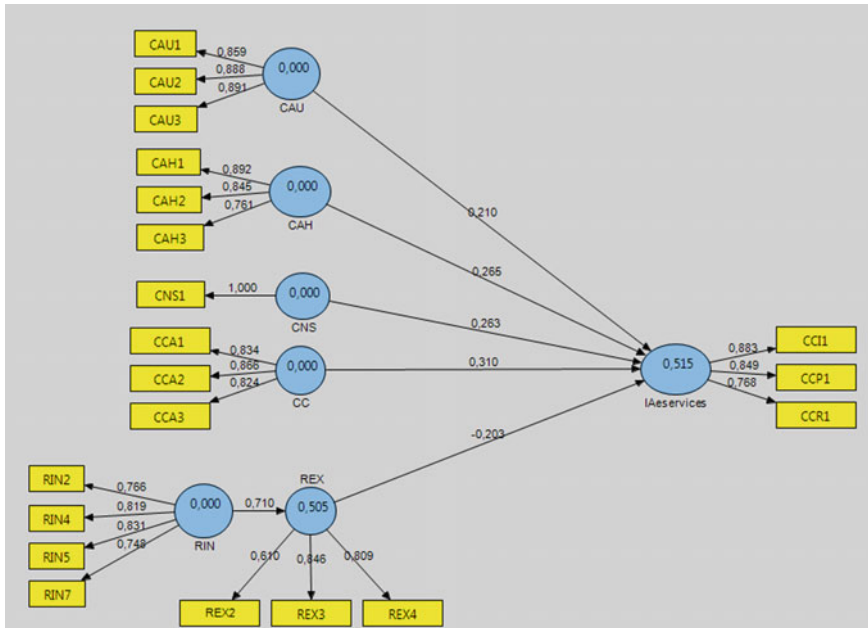 CAU1
0,859
0,000
CAU2
0,888
0,891
CAU3
CAU
CAH1
0,892
0,000
CAH2
0,845
0,761
CAH3
CAH
0,210
0,265
CNS1
1,000
0,000
CNS
0,263
CCA1
0,834
0,000
CCA2
0,866
0,824
CCA3
CC
0,310
0,515
IAeservices
0,883
CCI1
0,849
CCP1
0,768
CCR1
-0,203
RIN2
0,766
RIN4
0,819
RIN5
0,831
0,748
RIN7
0,000
RIN
0,710
REX
0,505
0,610
0,846
0,809
REX2
REX3
REX4